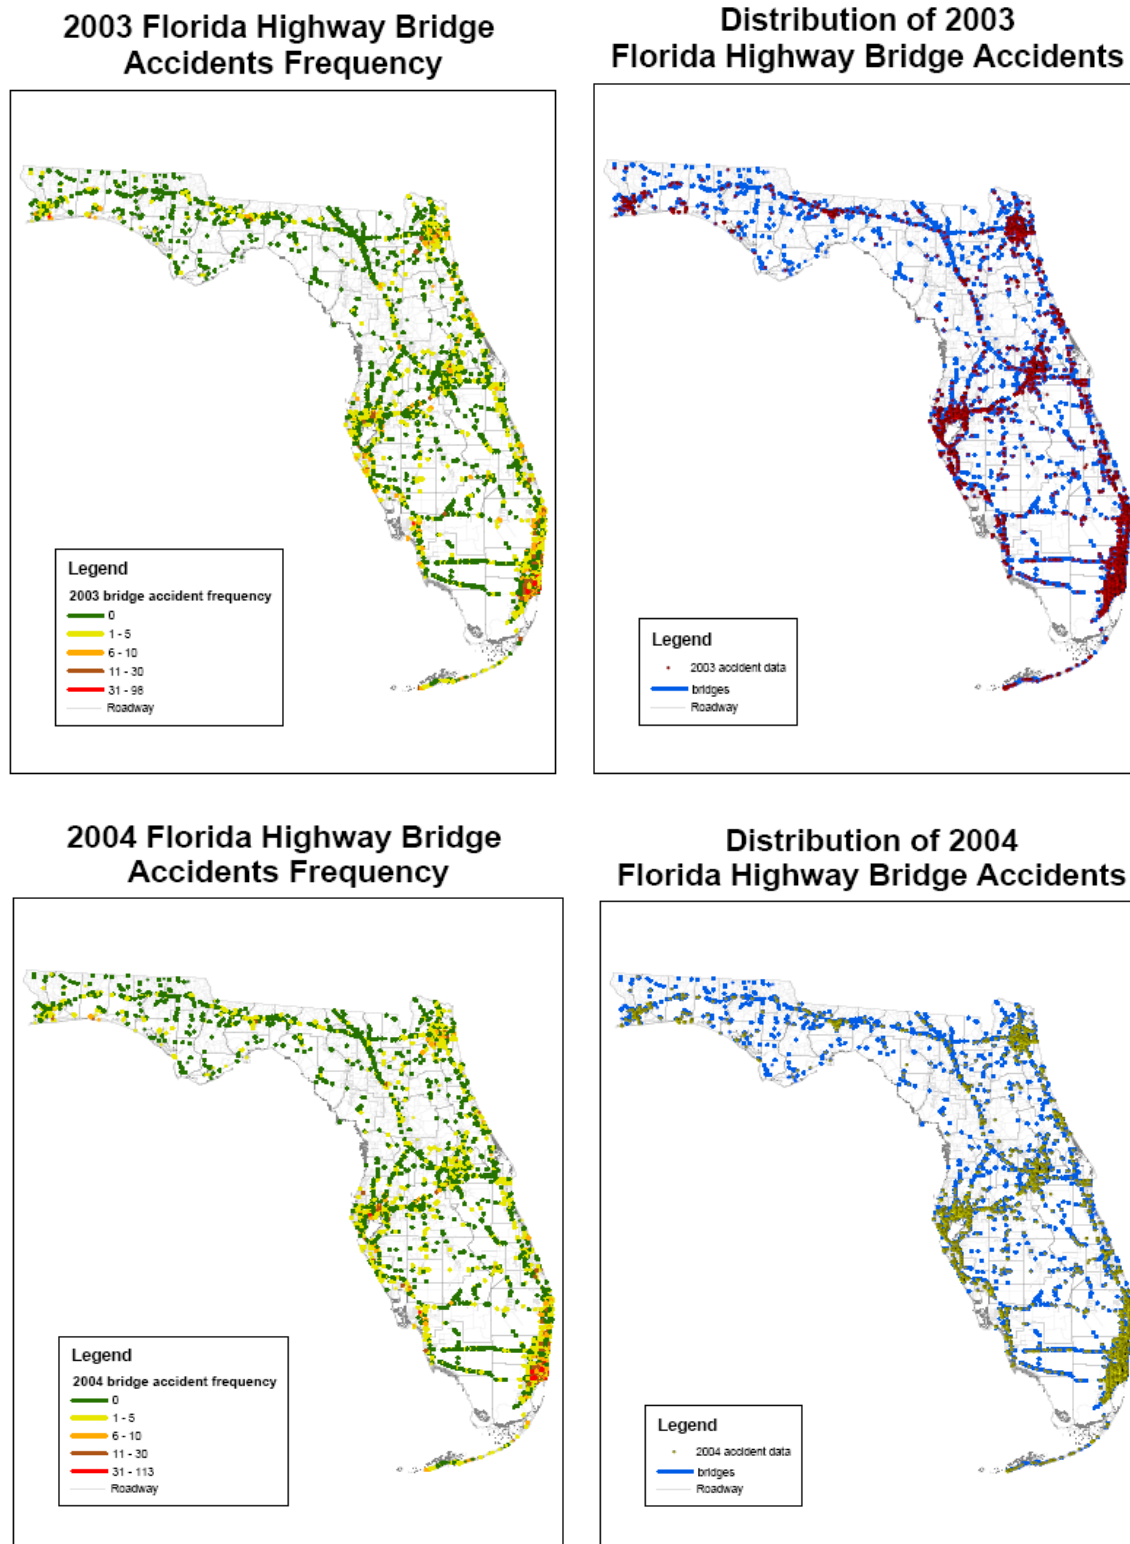 2003 Florida Highway Bridge
Accidents Frequency
Legend
2003 bridge accident frequency
0
1 - 5
6 - 10
11 - 30
31 - 98
Roadway
Distribution of 2003
Florida Highway Bridge Accidents
Legend
2003 accident data
bridges
Roadway
2004 Florida Highway Bridge
Accidents Frequency
Legend
2004 bridge accident frequency
0
1 - 5
6 - 10
11 - 30
31 - 113
Roadway
Distribution of 2004
Florida Highway Bridge Accidents
Legend
2004 accident data
bridges
Roadway